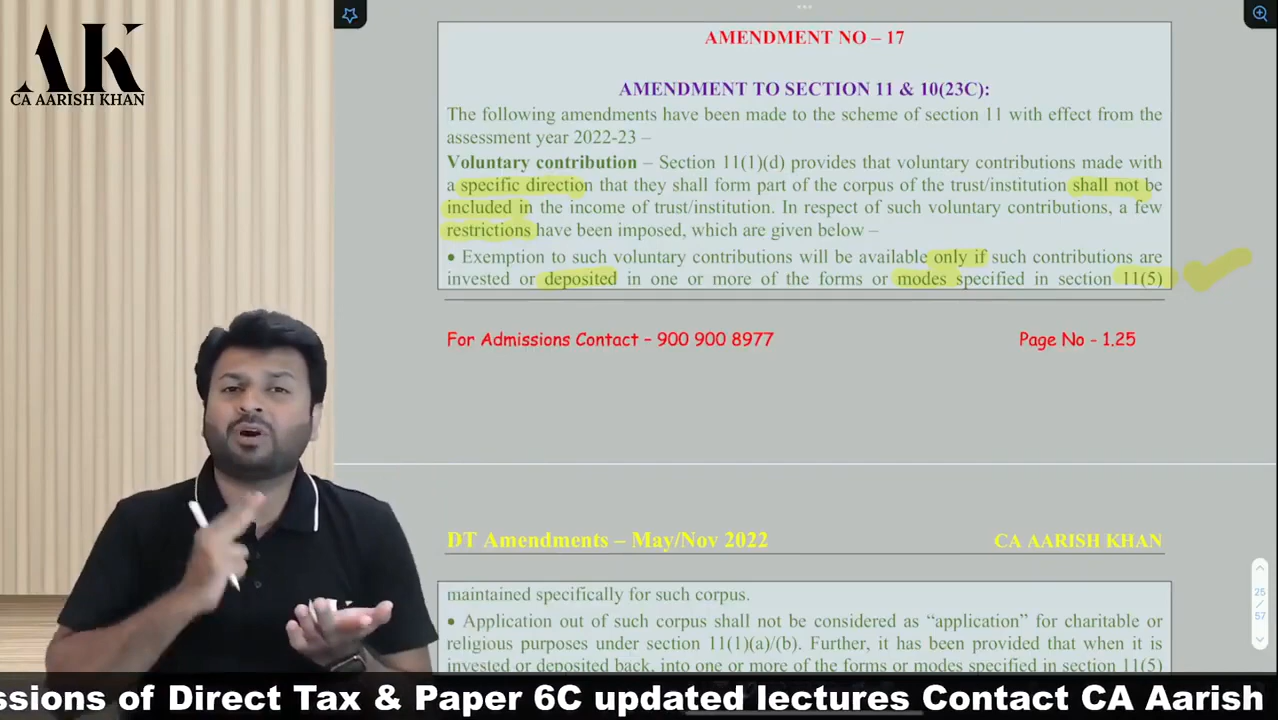 AK
CA AARISH KHAN
AMENDMENT NO – 17
AMENDMENT TO SECTION 11 & 10(23C):
The following amendments have been made to the scheme of section 11 with effect from the
assessment year 2022-23 –
Voluntary contribution – Section 11(1)(d) provides that voluntary contributions made with
a specific direction that they shall form part of the corpus of the trust/institution shall not be
included in the income of trust/institution. In respect of such voluntary contributions, a few
restrictions have been imposed, which are given below –
• Exemption to such voluntary contributions will be available only if such contributions are
invested or deposited in one or more of the forms or modes specified in section 11(5)
For Admissions Contact – 900 900 8977 Page No - 1.25
DT Amendments – May/Nov 2022 CA AARISH KHAN
25
57
maintained specifically for such corpus.
• Application out of such corpus shall not be considered as “application” for charitable or
religious purposes under section 11(1)(a)/(b). Further, it has been provided that when it is
invested or deposited back, into one or more of the forms or modes specified in section 11(5)
ssions of Direct Tax & Paper 6C updated lectures Contact CA Aarish